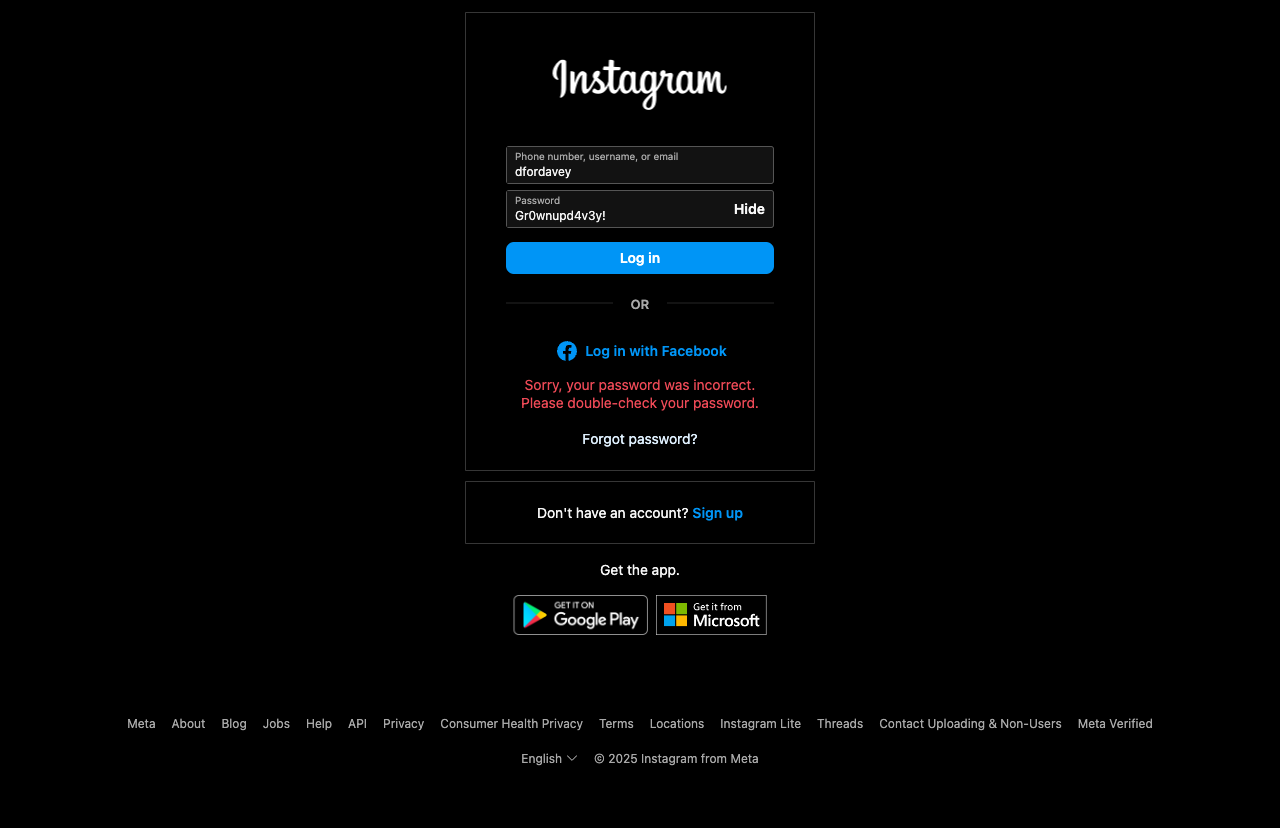 Instagram
Phone number, username, or email
dfordavey
Password
Gr0wnupd4v3y!
Hide
Log in
OR
Log in with Facebook
Sorry, your password was incorrect.
Please double-check your password.
Forgot password?
Don't have an account? Sign up
Get the app.
GET IT ON
Google Play
Get it from
Microsoft
Meta About Blog Jobs Help API Privacy Consumer Health Privacy Terms Locations Instagram Lite Threads Contact Uploading & Non-Users Meta Verified
English © 2025 Instagram from Meta